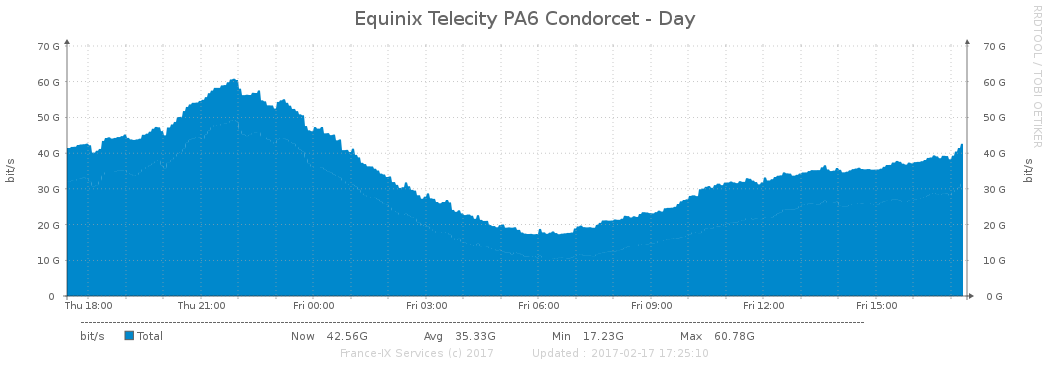 Equinix Telecity PA6 Condorcet - Day
RRDTOOL / TOBI OETIKER
70 G 70 G
60 G 60 G
50 G 50 G
40 G 40 G
30 G 30 G
20 G 20 G
10 G 10 G
0 0 G
bit/s bit/s
Thu 18:00 Thu 21:00 Fri 00:00 Fri 03:00 Fri 06:00 Fri 09:00 Fri 12:00 Fri 15:00
bit/s Total Now 42.56G Avg 35.33G Min 17.23G Max 60.78G
France-IX Services (c) 2017 Updated : 2017-02-17 17:25:10